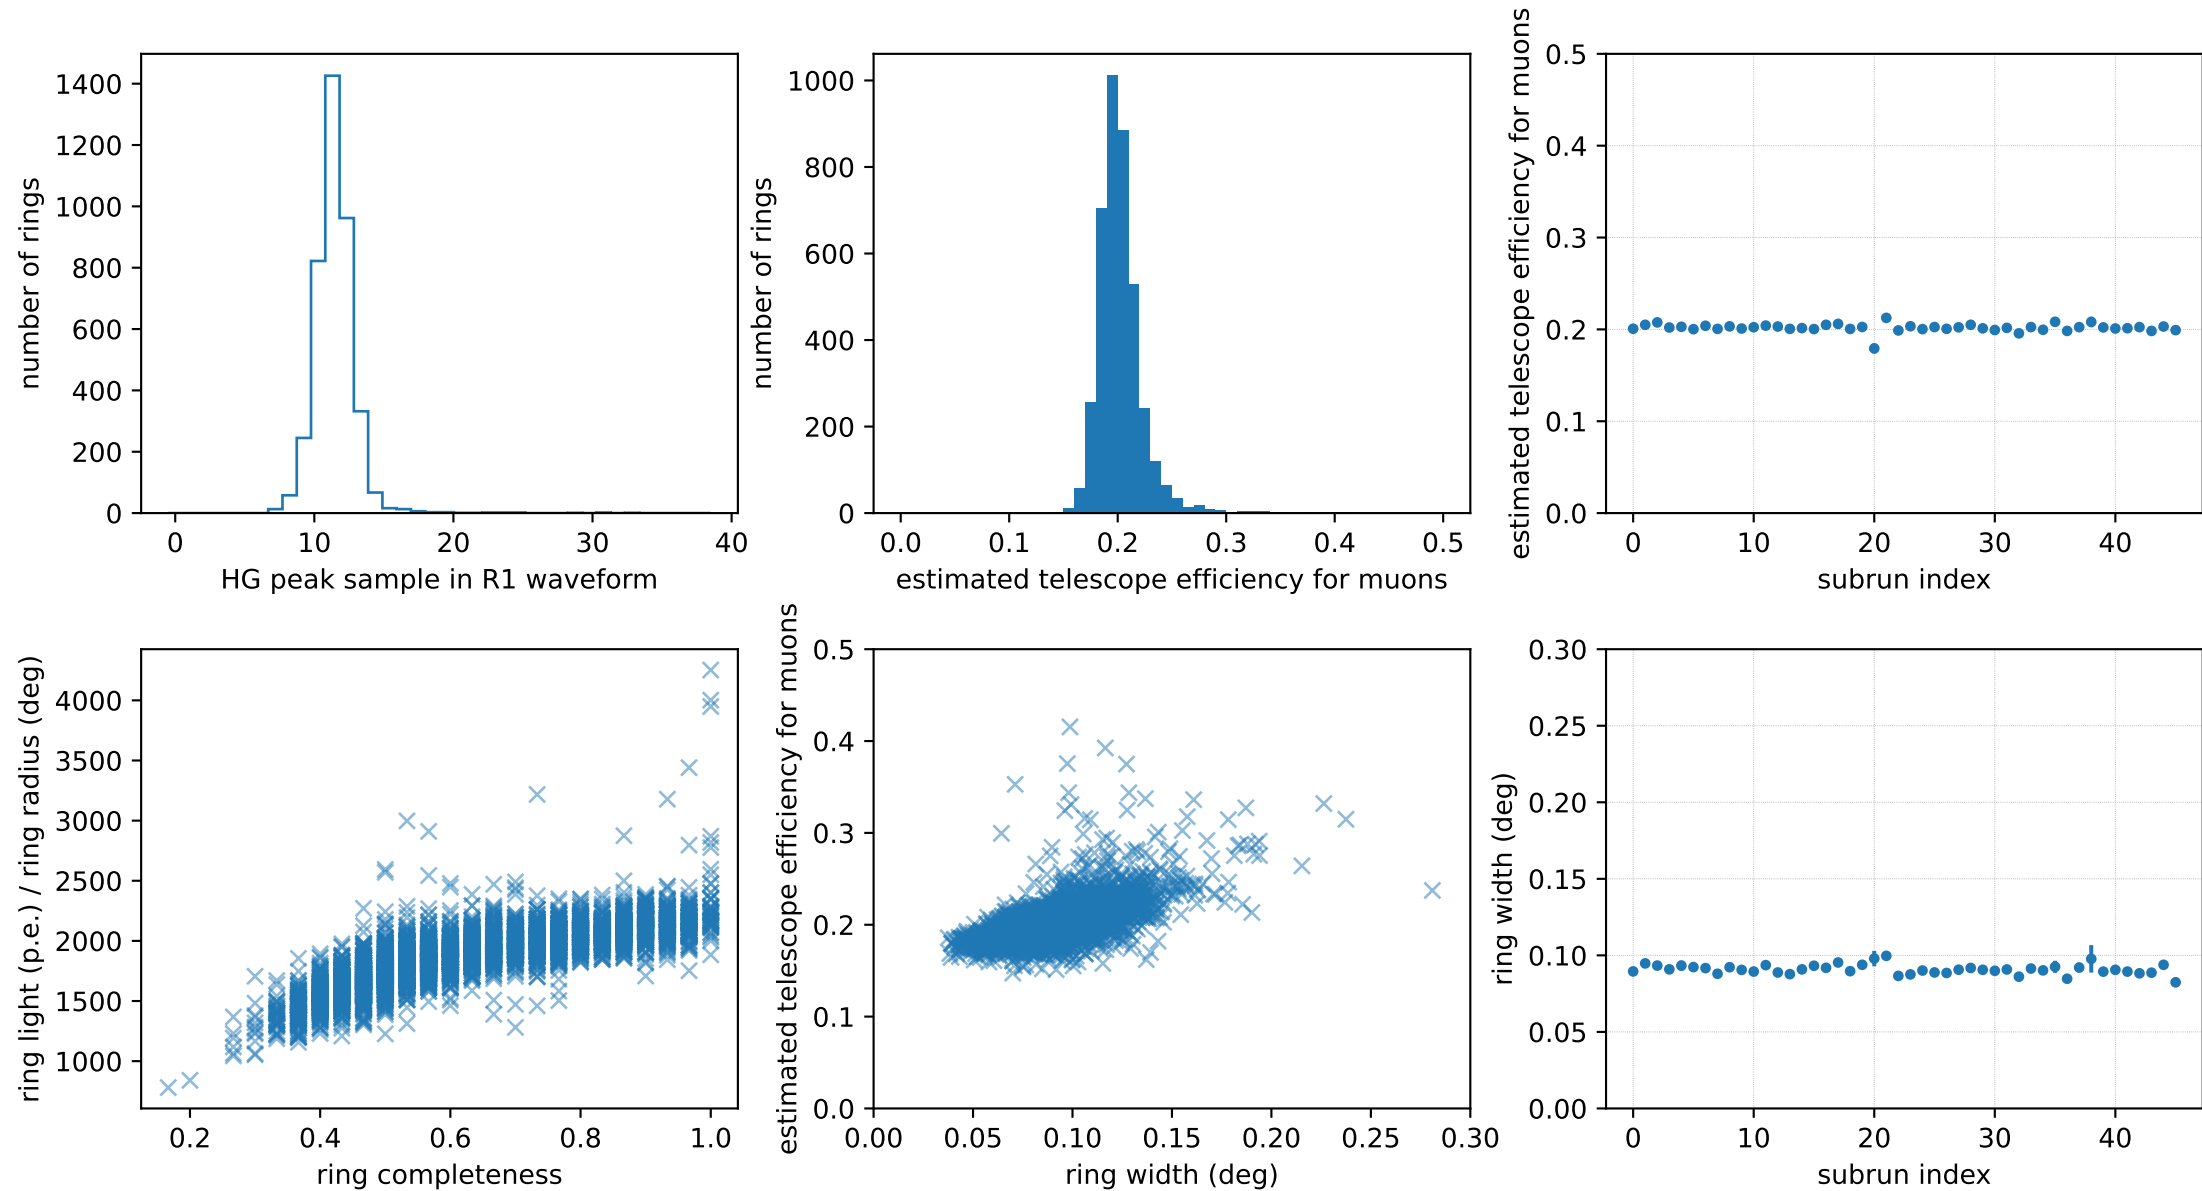 number of rings
1400
1200
1000
800
600
400
200
0
0 10 20 30 40
HG peak sample in R1 waveform
number of rings
1000
800
600
400
200
0
0.0 0.1 0.2 0.3 0.4 0.5
estimated telescope efficiency for muons
estimated telescope efficiency for muons
0.5
0.4
0.3
0.2
0.1
0.0
0 10 20 30 40
subrun index
ring light (p.e.) / ring radius (deg)
4000
3500
3000
2500
2000
1500
1000
0.2 0.4 0.6 0.8 1.0
ring completeness
estimated telescope efficiency for muons
0.5
0.4
0.3
0.2
0.1
0.0
0.00 0.05 0.10 0.15 0.20 0.25 0.30
ring width (deg)
ring width (deg)
0.30
0.25
0.20
0.15
0.10
0.05
0.00
0 10 20 30 40
subrun index